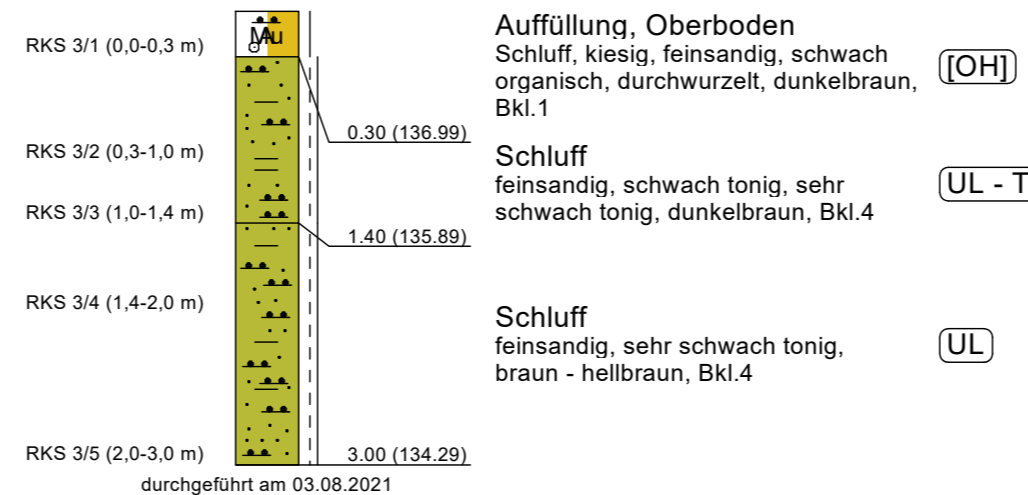 RKS 3/1 (0,0-0,3 m)
Mu
A
Auffüllung, Oberboden
Schluff, kiesig, feinsandig, schwach
organisch, durchwurzelt, dunkelbraun,
Bkl.1
[OH]
0.30 (136.99)
RKS 3/2 (0,3-1,0 m)
Schluff
feinsandig, schwach tonig, sehr
schwach tonig, dunkelbraun, Bkl.4
UL - T
RKS 3/3 (1,0-1,4 m)
1.40 (135.89)
RKS 3/4 (1,4-2,0 m)
Schluff
feinsandig, sehr schwach tonig,
braun - hellbraun, Bkl.4
UL
RKS 3/5 (2,0-3,0 m)
3.00 (134.29)
durchgeführt am 03.08.2021